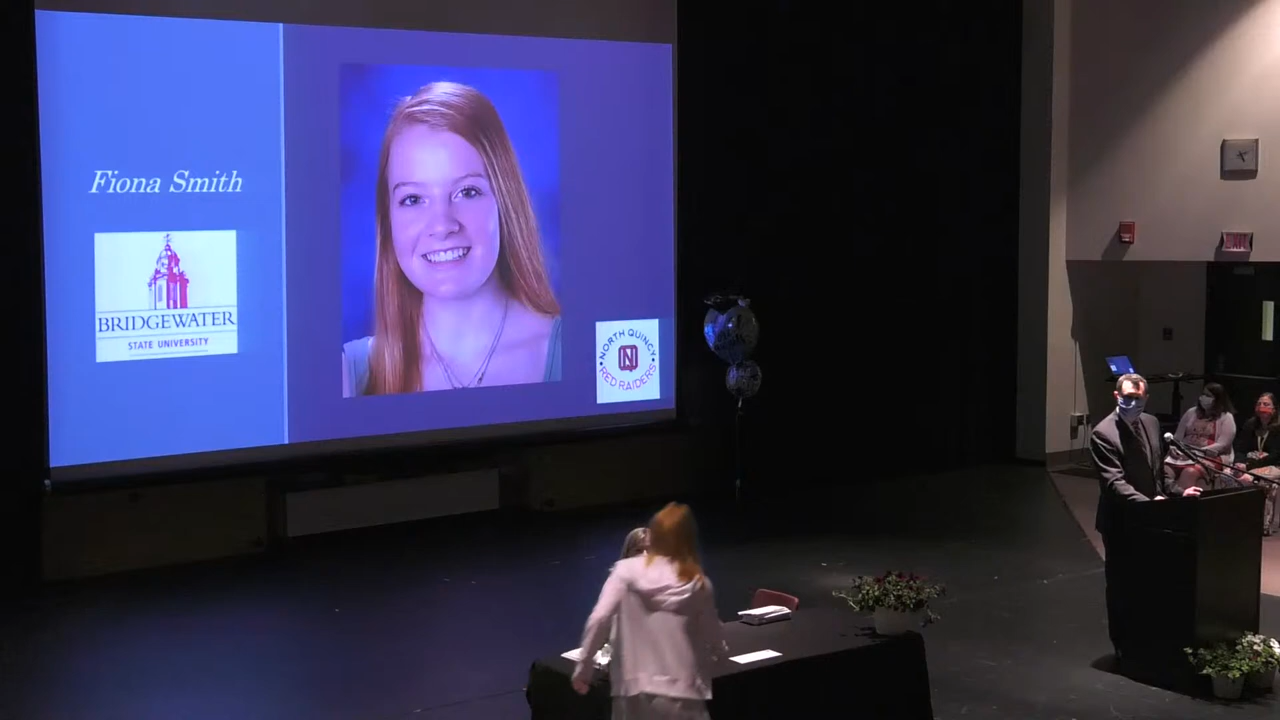 Fiona Smith
BRIDGEWATER
STATE UNIVERSITY
NORTH QUINCY
N
RED RAIDERS